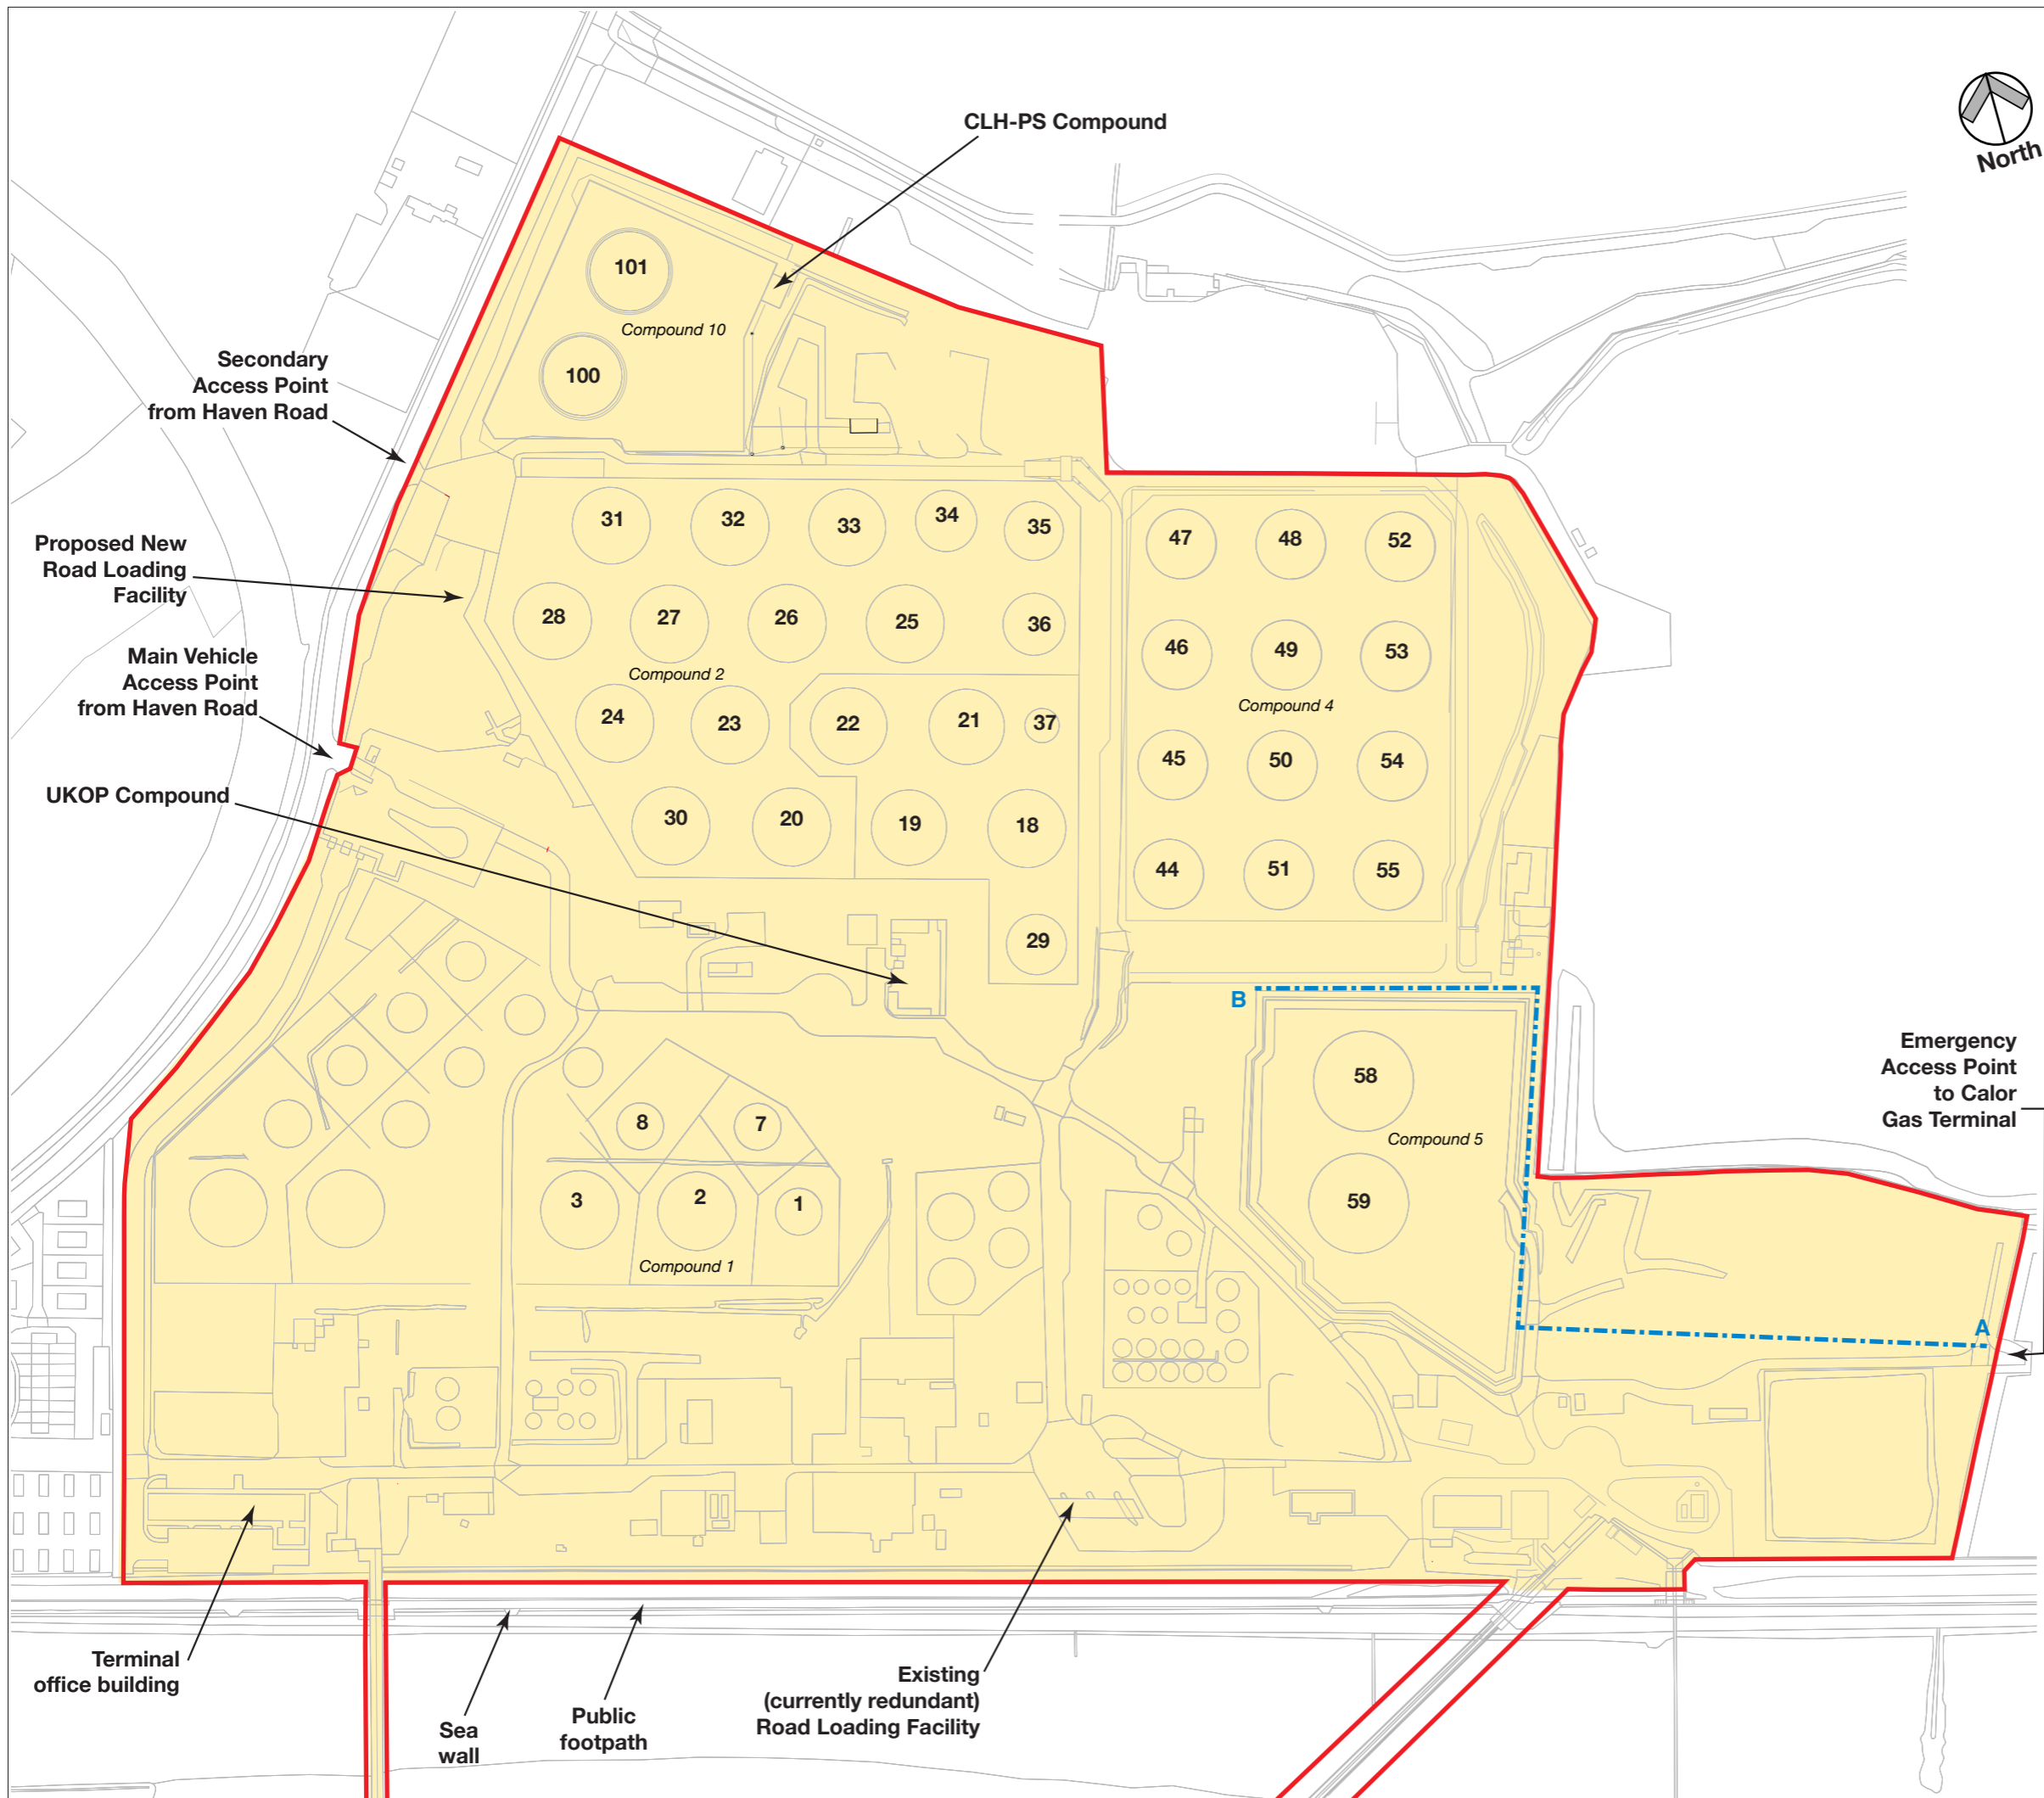 CLH-PS Compound
North
101
Compound 10
100
Secondary
Access Point
from Haven Road
31
32
33
34
35
47
48
52
Proposed New
Road Loading
Facility
28
27
26
25
36
46
49
53
Compound 2
Compound 4
Main Vehicle
Access Point
from Haven Road
24
23
22
21
37
45
50
54
UKOP Compound
30
20
19
18
44
51
55
29
B
Emergency
Access Point
to Calor
Gas Terminal
58
Compound 5
59
8
7
3
2
1
Compound 1
A
Terminal
office building
Sea
wall
Public
footpath
Existing
(currently redundant)
Road Loading Facility